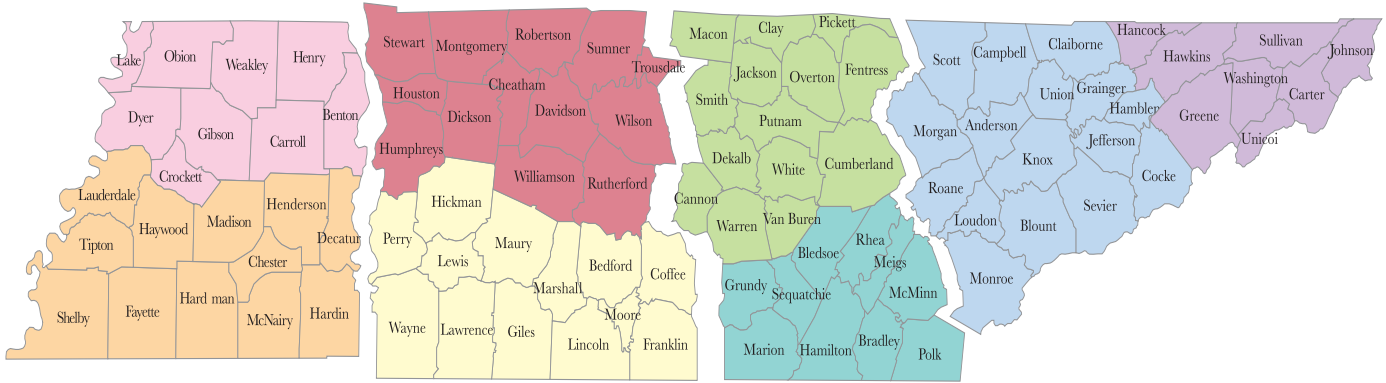 Lake
Obion
Weakley
Henry
Dyer
Gibson
Carroll
Benton
Crockett
Lauderdale
Haywood
Madison
Henderson
Decatur
Tipton
Chester
Shelby
Fayette
Hard man
McNairy
Hardin
Stewart
Montgomery
Robertson
Sumner
Trousdale
Houston
Cheatham
Dickson
Davidson
Wilson
Humphreys
Williamson
Rutherford
Hickman
Perry
Lewis
Maury
Bedford
Coffee
Marshall
Moore
Wayne
Lawrence
Giles
Lincoln
Franklin
Macon
Clay
Pickett
Jackson
Overton
Fentress
Smith
Putnam
Dekalb
White
Cumberland
Cannon
Warren
Van Buren
Bledsoe
Rhea
Meigs
Grundy
Sequatchie
McMinn
Marion
Hamilton
Bradley
Polk
Scott
Campbell
Claiborne
Union
Grainger
Hamblen
Morgan
Anderson
Jefferson
Knox
Cocke
Roane
Loudon
Blount
Sevier
Monroe
Hancock
Hawkins
Sullivan
Johnson
Washington
Carter
Greene
Unicoi